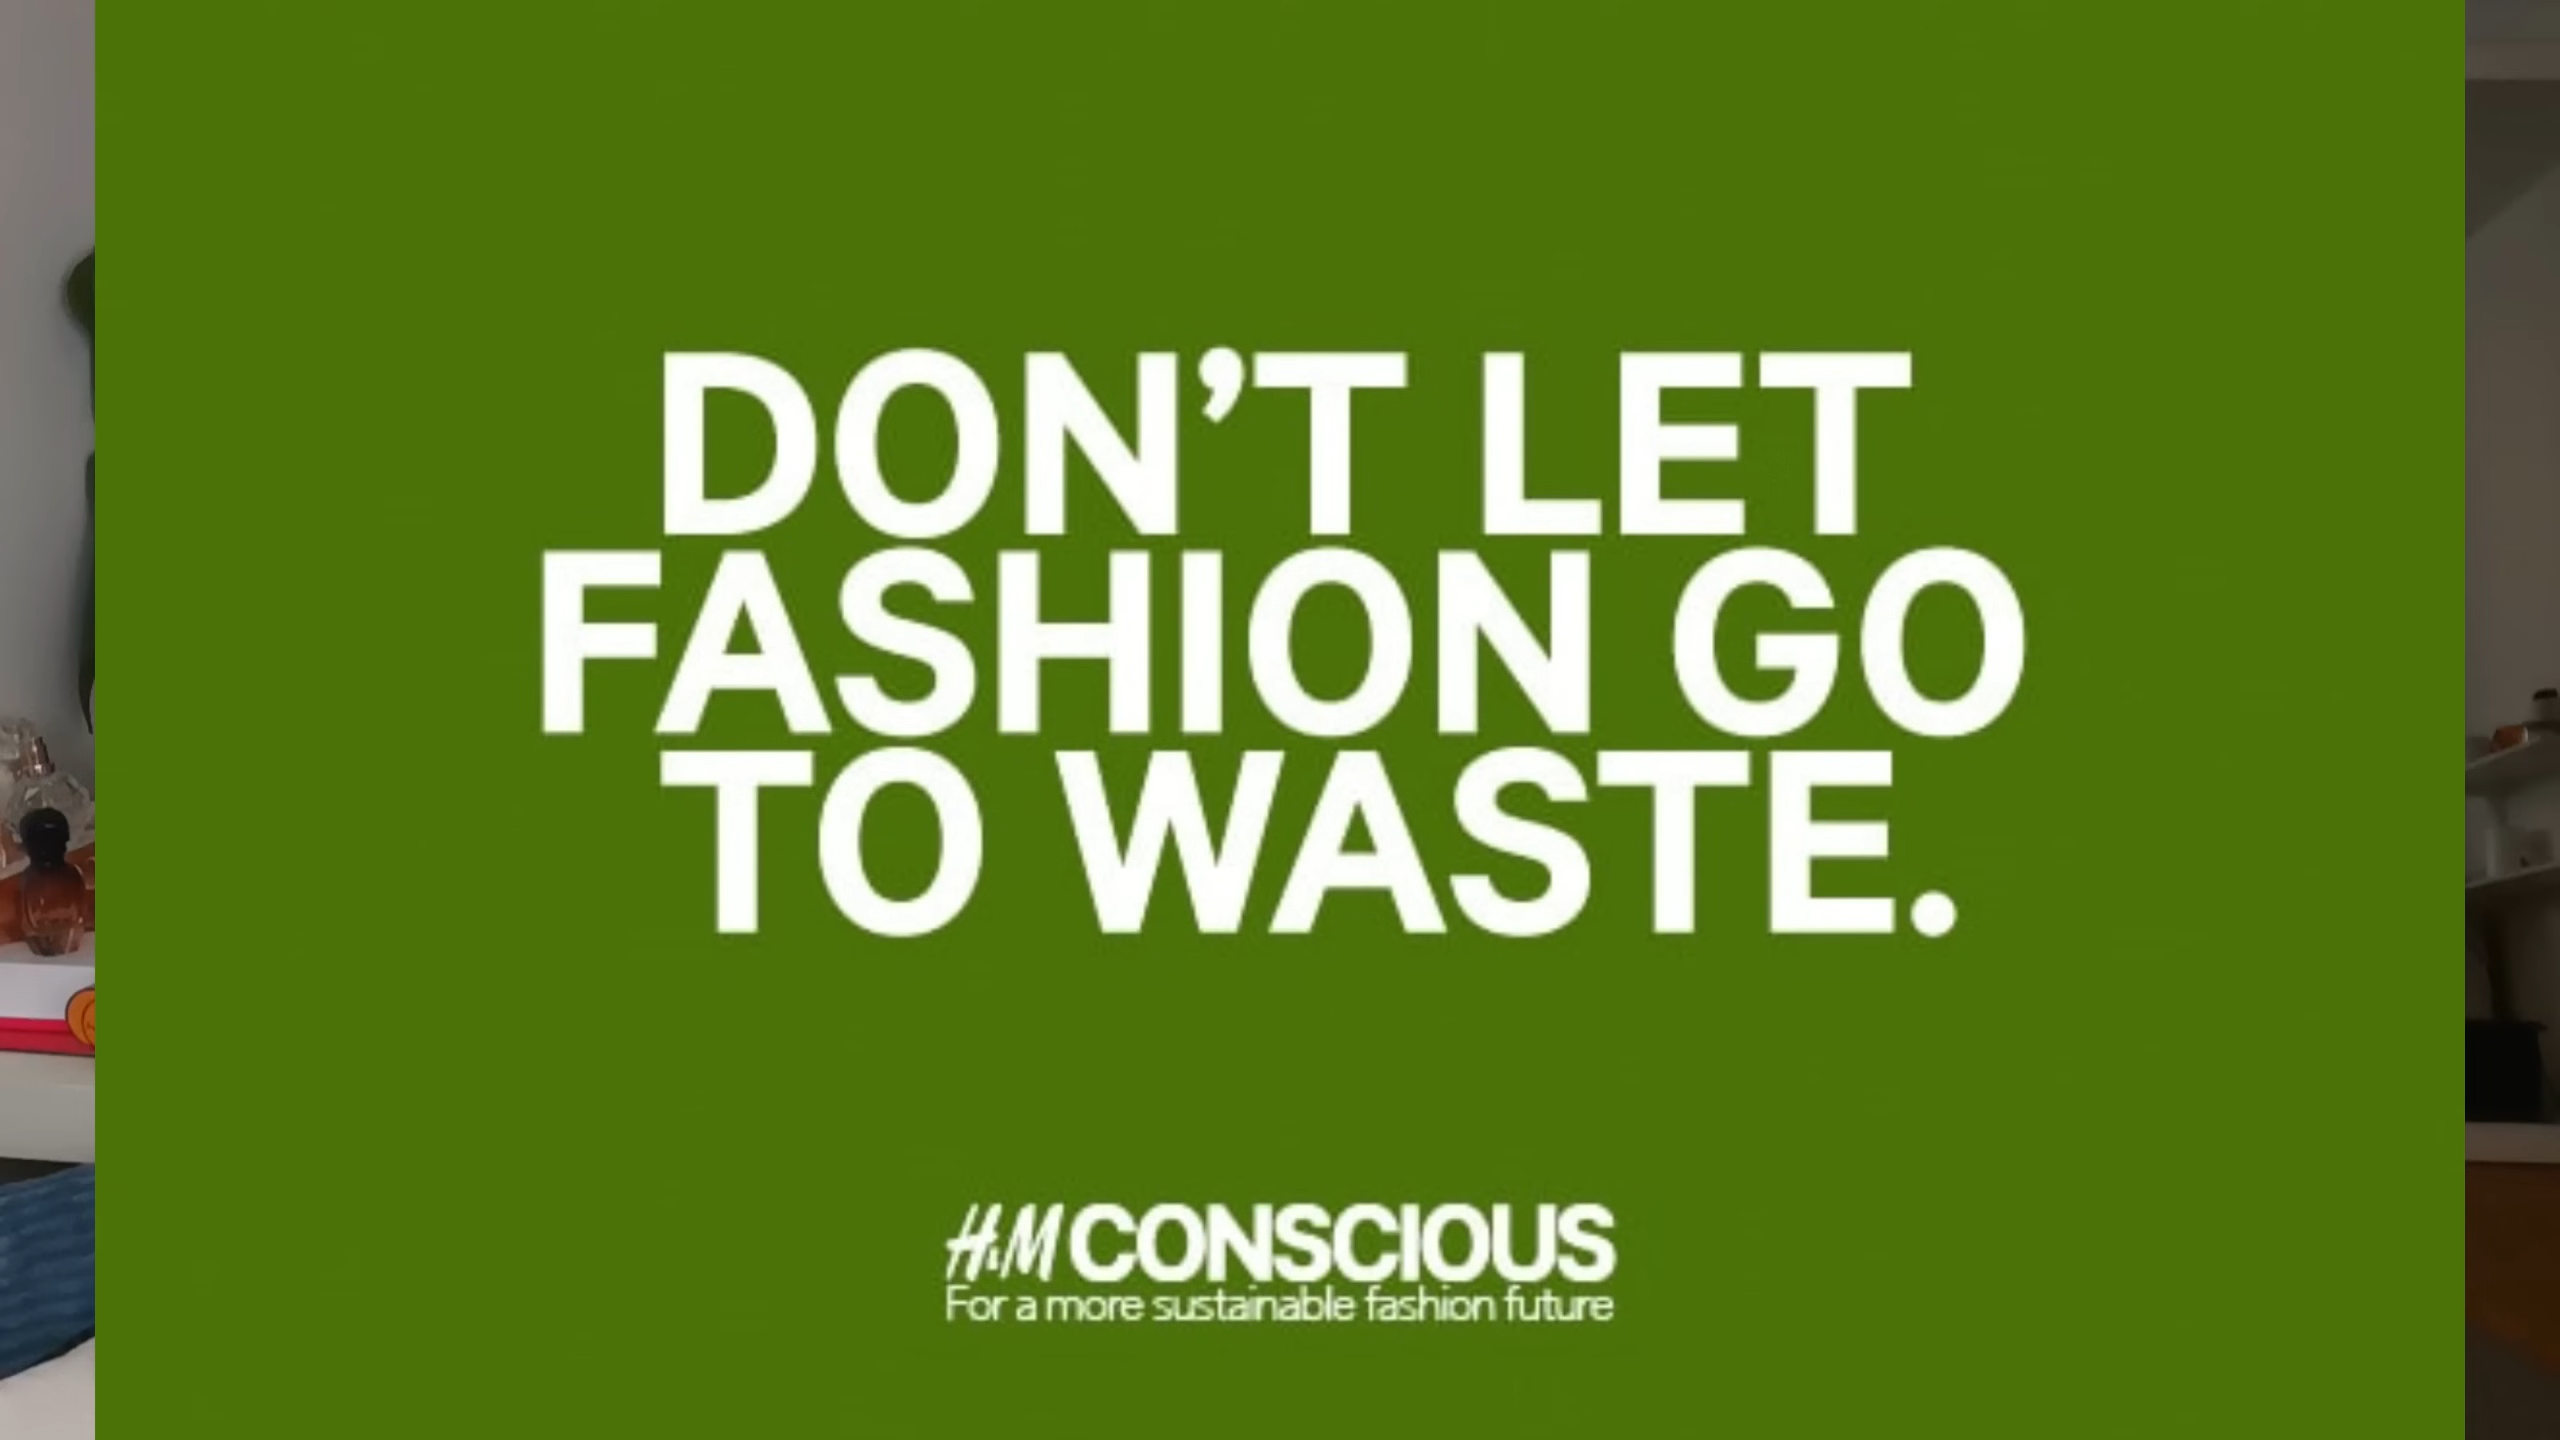 DON’T LET
FASHION GO
TO WASTE.
H&M CONSCIOUS
For a more sustainable fashion future